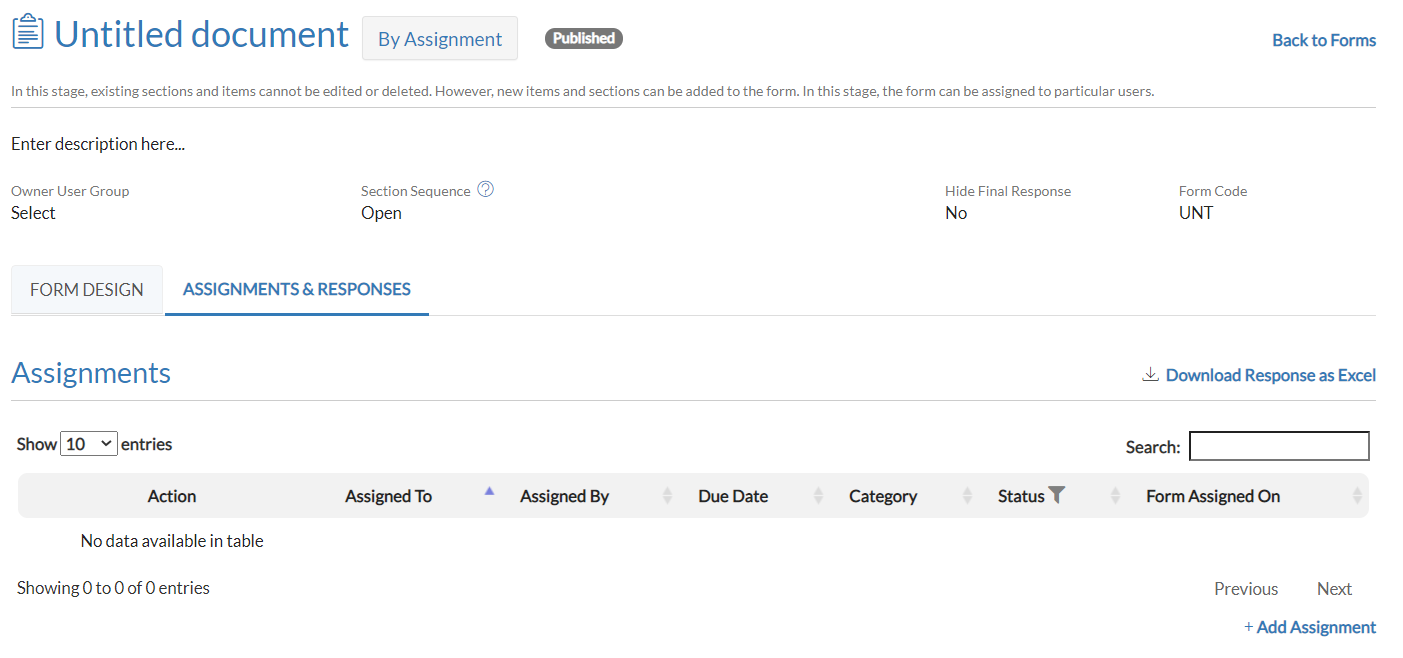 Untitled document By Assignment Published Back to Forms
In this stage, existing sections and items cannot be edited or deleted. However, new items and sections can be added to the form. In this stage, the form can be assigned to particular users.
Enter description here...
Owner User Group Section Sequence ? Hide Final Response Form Code
Select Open No UNT
FORM DESIGN ASSIGNMENTS & RESPONSES
Assignments Download Response as Excel
Show 10 entries Search:
Action Assigned To Assigned By Due Date Category Status Form Assigned On
No data available in table
Showing 0 to 0 of 0 entries Previous Next
+ Add Assignment